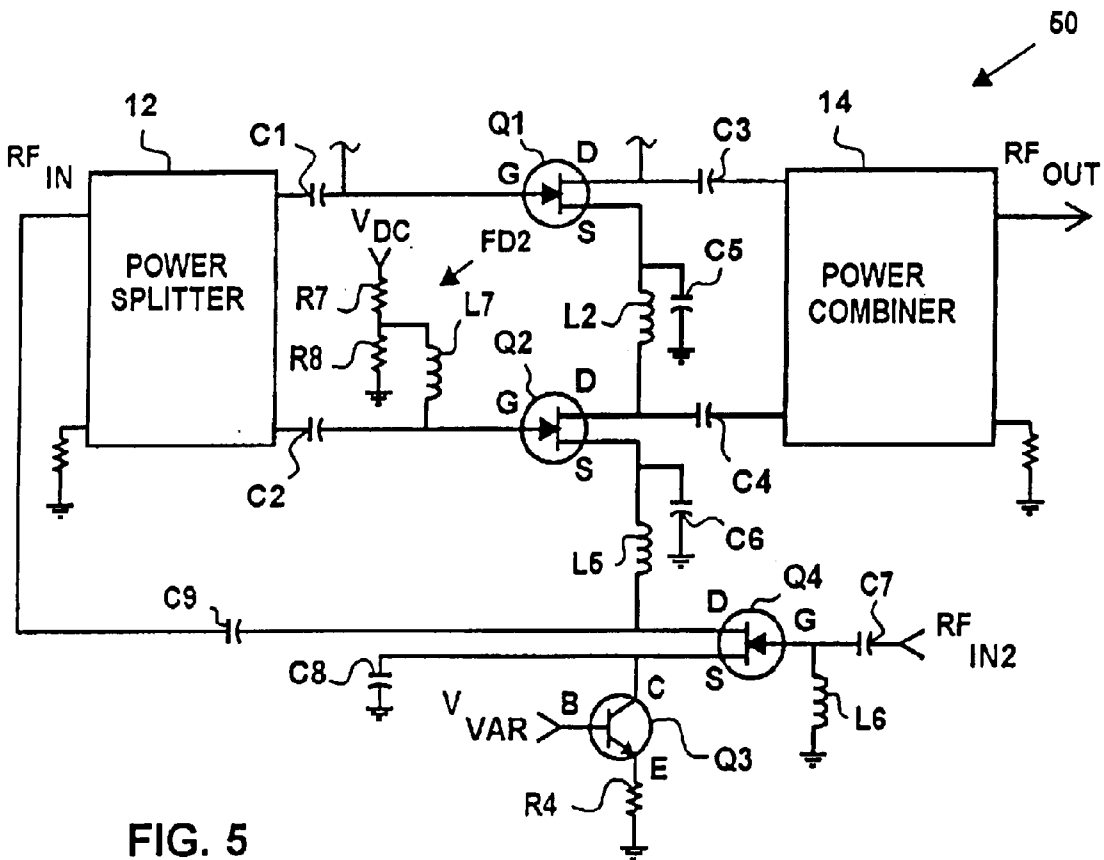 50
12
14
C1
Q1
D
C3
RF IN
G
RF OUT
S
V DC
FD2
C5
POWER SPLITTER
R7
L7
L2
POWER COMBINER
R8
Q2
D
G
S
C2
C4
C6
L5
Q4
C7
C9
D
G
RF IN2
C8
S
L6
V VAR
B
C
Q3
E
R4
FIG. 5